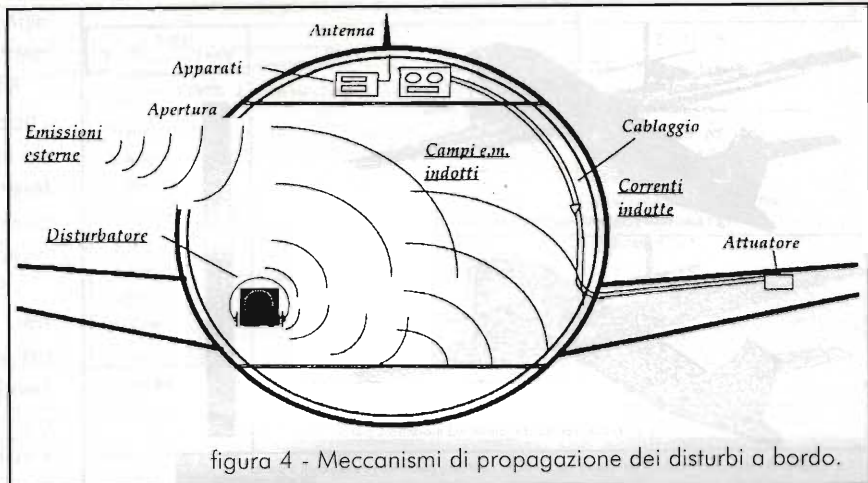 Antenna
Apparati
Apertura
Emissioni
esterne
Cablaggio
Campi e.m.
indotti
Correnti
indotte
Disturbatore
Attuatore
figura 4 - Meccanismi di propagazione dei disturbi a bordo.